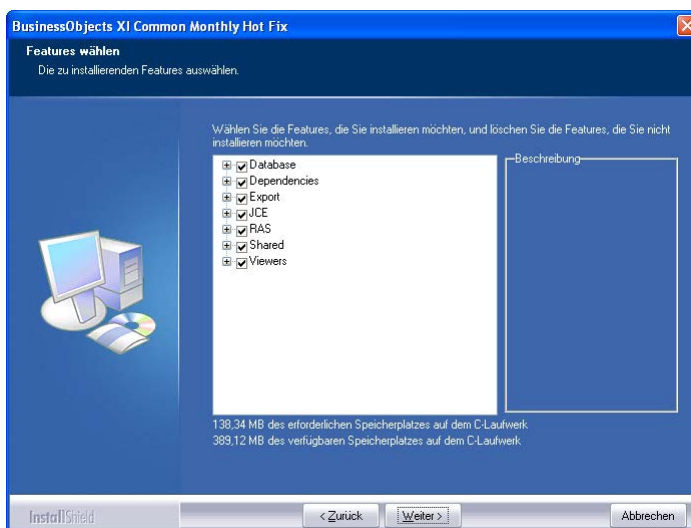 BusinessObjects XI Common Monthly Hot Fix
Features wählen
Die zu installierenden Features auswählen.
Wählen Sie die Features, die Sie installieren möchten, und löschen Sie die Features, die Sie nicht
installieren möchten.
Database
Dependencies
Export
JCE
RAS
Shared
Viewers
Beschreibung
138,34 MB des erforderlichen Speicherplatzes auf dem C-Laufwerk
389,12 MB des verfügbaren Speicherplatzes auf dem C-Laufwerk
InstallShield
< Zurück
Weiter >
Abbrechen